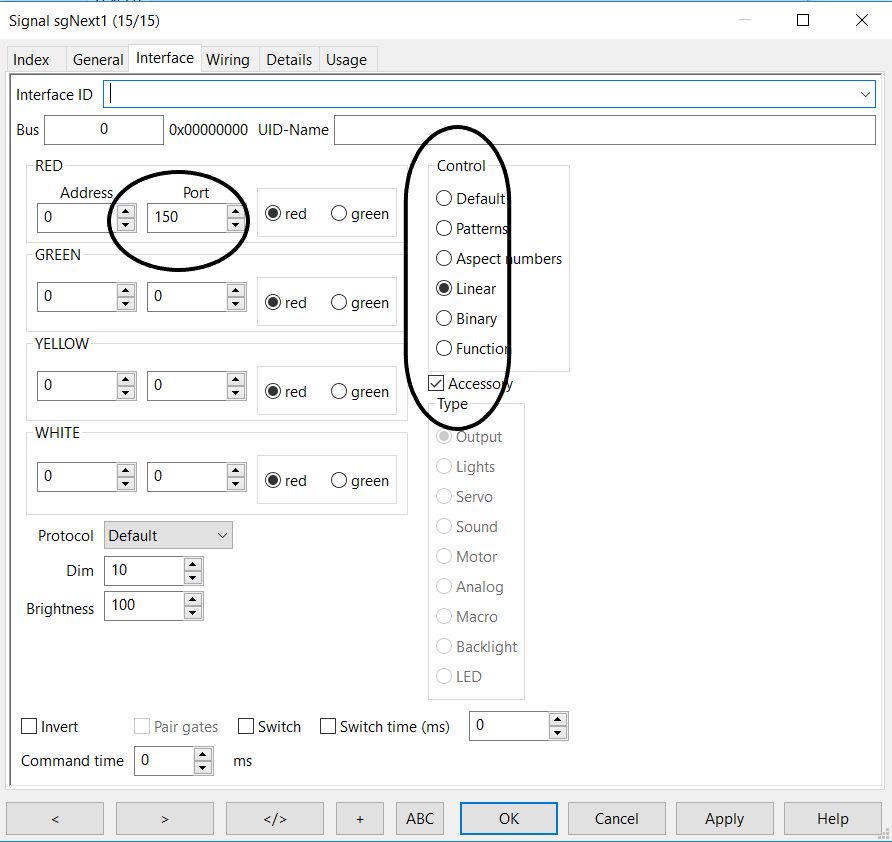 Signal sgNext1 (15/15)
Index General Interface Wiring Details Usage
Interface ID
Bus 0 0x00000000 UID-Name
RED
Address Port
0 150 red green
GREEN
0 0 red green
YELLOW
0 0 red green
WHITE
0 0 red green
Protocol Default
Dim 10
Brightness 100
Control
Default
Patterns
Aspect numbers
Linear
Binary
Function
Accessory
Type
Output
Lights
Servo
Sound
Motor
Analog
Macro
Backlight
LED
Invert Pair gates Switch Switch time (ms) 0
Command time 0 ms
< > </> + ABC OK Cancel Apply Help